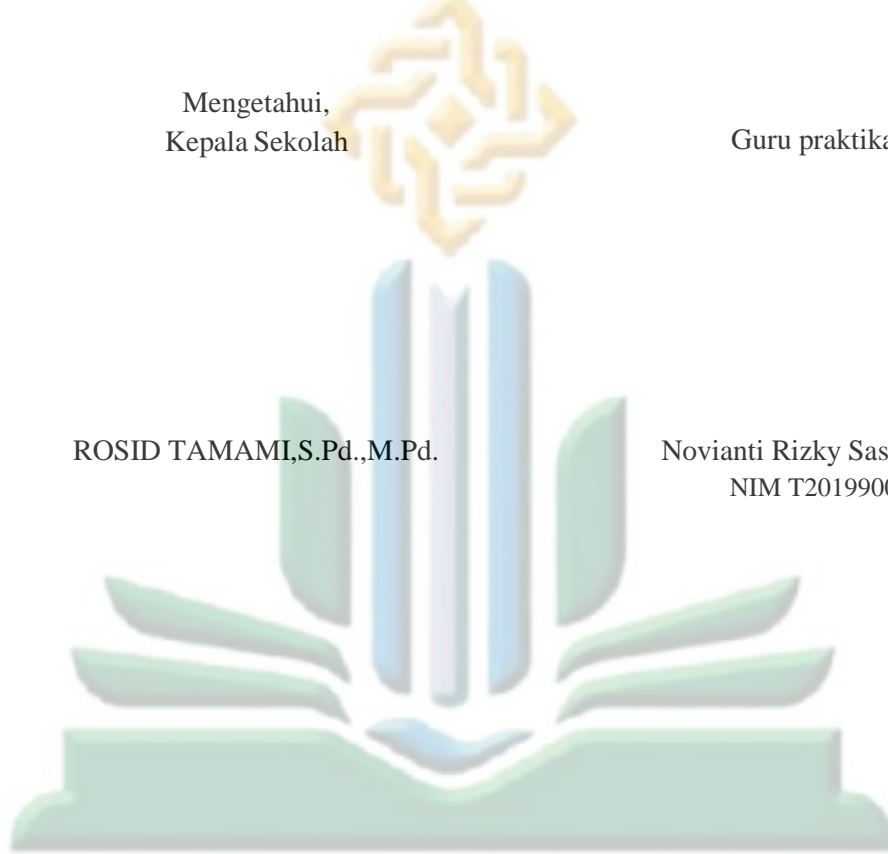 Mengetahui,
Kepala Sekolah
Guru praktika
ROSID TAMAMI,S.Pd.,M.Pd.
Novianti Rizky Sas
NIM T2019900